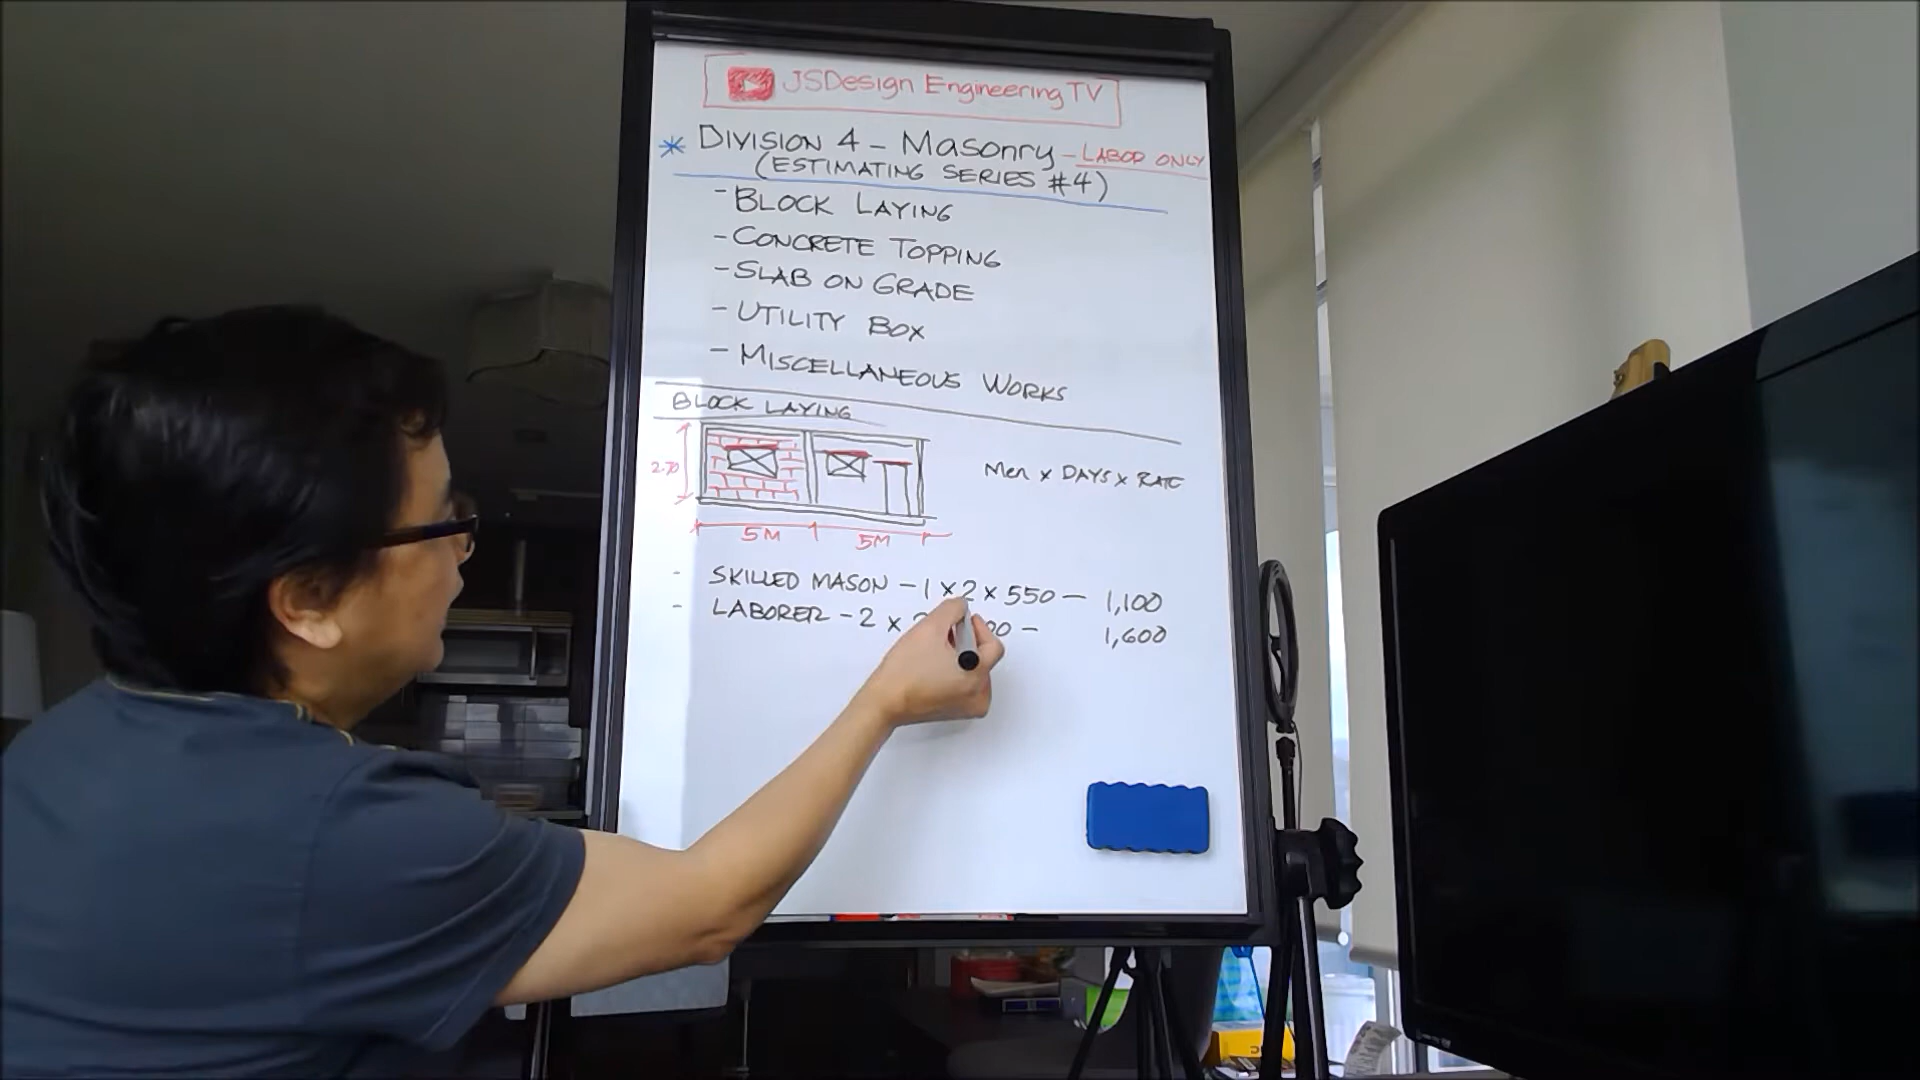 JSDesign Engineering TV
* DIVISION 4 - MASONRY - LABOR ONLY
(ESTIMATING SERIES #4)
- BLOCK LAYING
- CONCRETE TOPPING
- SLAB ON GRADE
- UTILITY BOX
- MISCELLANEOUS WORKS
BLOCK LAYING
2.70
Men x DAYS x RATE
5M 5M
- SKILLED MASON - 1 x 2 x 550 - 1,100
- LABORER - 2 x 00 - 1,600